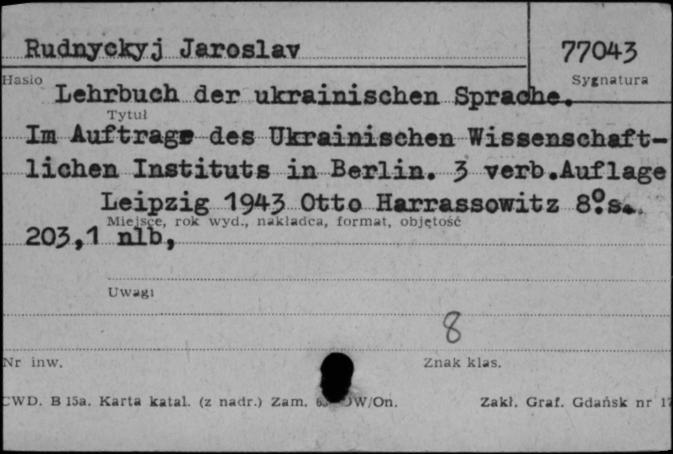 Rudnyckyj Jaroslav 77043
Hasło Sygnatura
Lehrbuch der ukrainischen Sprache.
Tytuł
Im Auftrage des Ukrainischen Wissenschaft-
lichen Instituts in Berlin. 3 verb.Auflage
Leipzig 1943 Otto Harrassowitz 8º.s.
Miejsce, rok wyd., nakładca, format, objętość
203,1 nlb,
Uwagi
8
Nr inw. Znak klas.
CWD. B 15a. Karta katal. (z nadr.) Zam. W/On. Zakł. Graf. Gdańsk nr